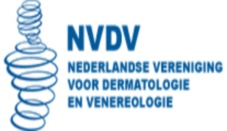 NVDV
NEDERLANDSE VERENIGING
VOOR DERMATOLOGIE
EN VENEREOLOGIE